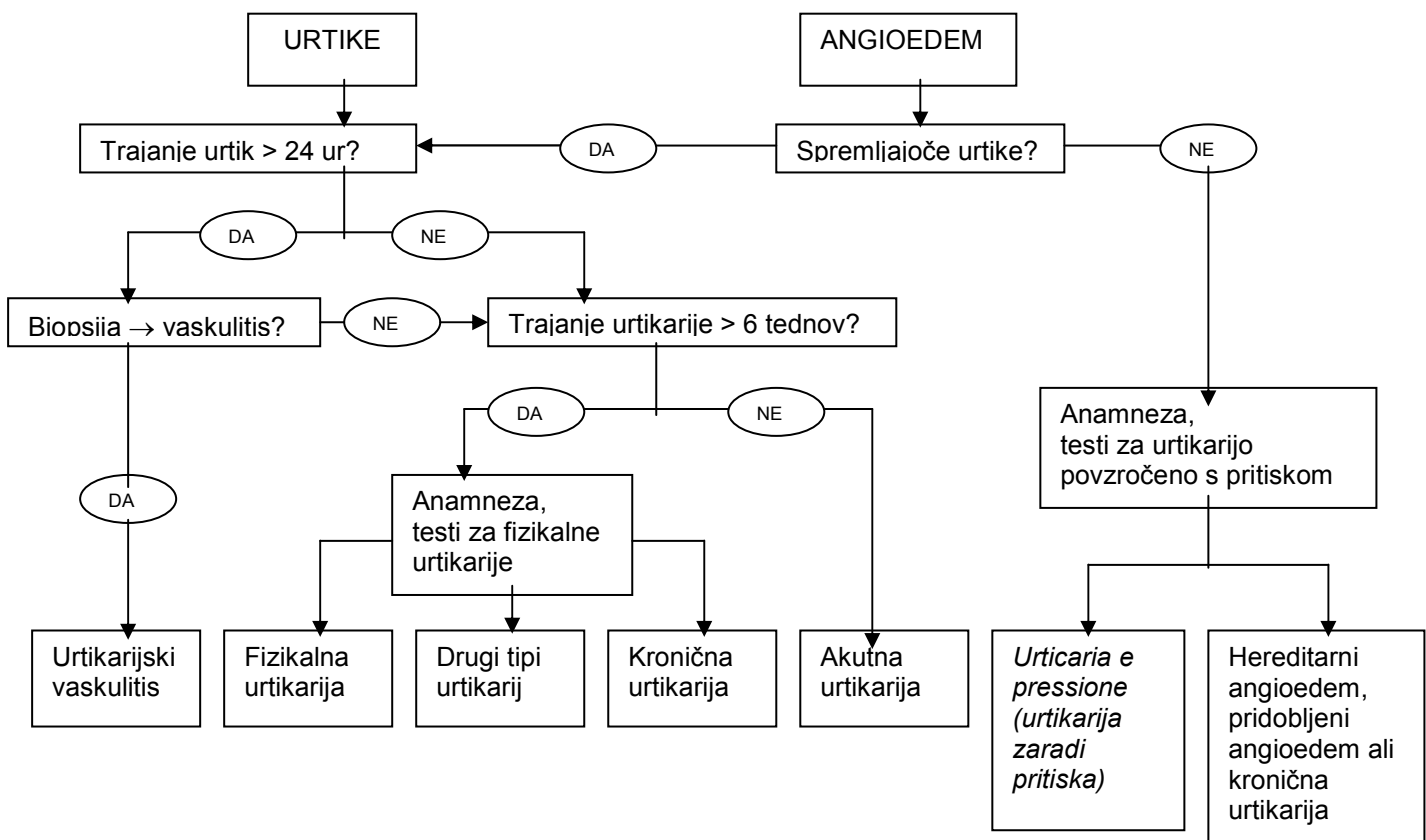 URTIKE
ANGIOEDEM
Trajanje urtik > 24 ur?
DA
Spremljajoče urtike?
NE
DA
NE
Biopsija → vaskulitis?
NE
Trajanje urtikarije > 6 tednov?
DA
NE
Anamneza,
testi za urtikarijo
povzročeno s pritiskom
DA
Anamneza,
testi za fizikalne
urtikarije
Urtikarijski
vaskulitis
Fizikalna
urtikarija
Drugi tipi
urtikarij
Kronična
urtikarija
Akutna
urtikarija
Urticaria e
pressione
(urtikarija
zaradi
pritiska)
Hereditarni
angioedem,
pridobljeni
angioedem ali
kronična
urtikarija